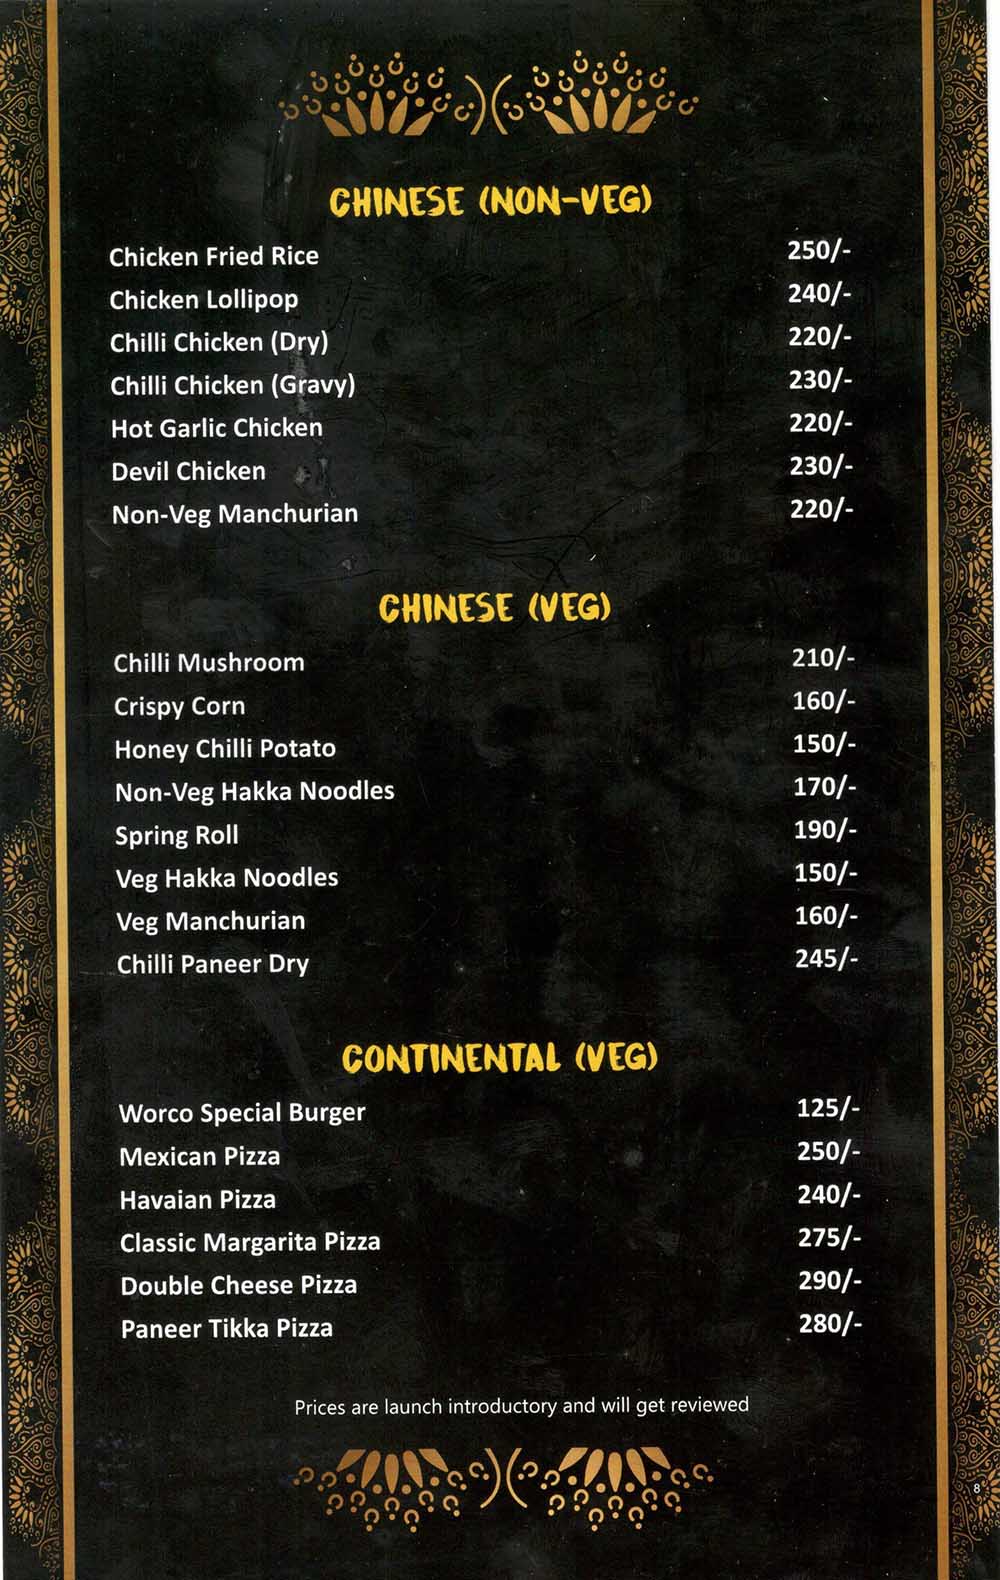 CHINESE (NON-VEG)
Chicken Fried Rice 250/-
Chicken Lollipop 240/-
Chilli Chicken (Dry) 220/-
Chilli Chicken (Gravy) 230/-
Hot Garlic Chicken 220/-
Devil Chicken 230/-
Non-Veg Manchurian 220/-
CHINESE (VEG)
Chilli Mushroom 210/-
Crispy Corn 160/-
Honey Chilli Potato 150/-
Non-Veg Hakka Noodles 170/-
Spring Roll 190/-
Veg Hakka Noodles 150/-
Veg Manchurian 160/-
Chilli Paneer Dry 245/-
CONTINENTAL (VEG)
Worco Special Burger 125/-
Mexican Pizza 250/-
Havaian Pizza 240/-
Classic Margarita Pizza 275/-
Double Cheese Pizza 290/-
Paneer Tikka Pizza 280/-
Prices are launch introductory and will get reviewed
8